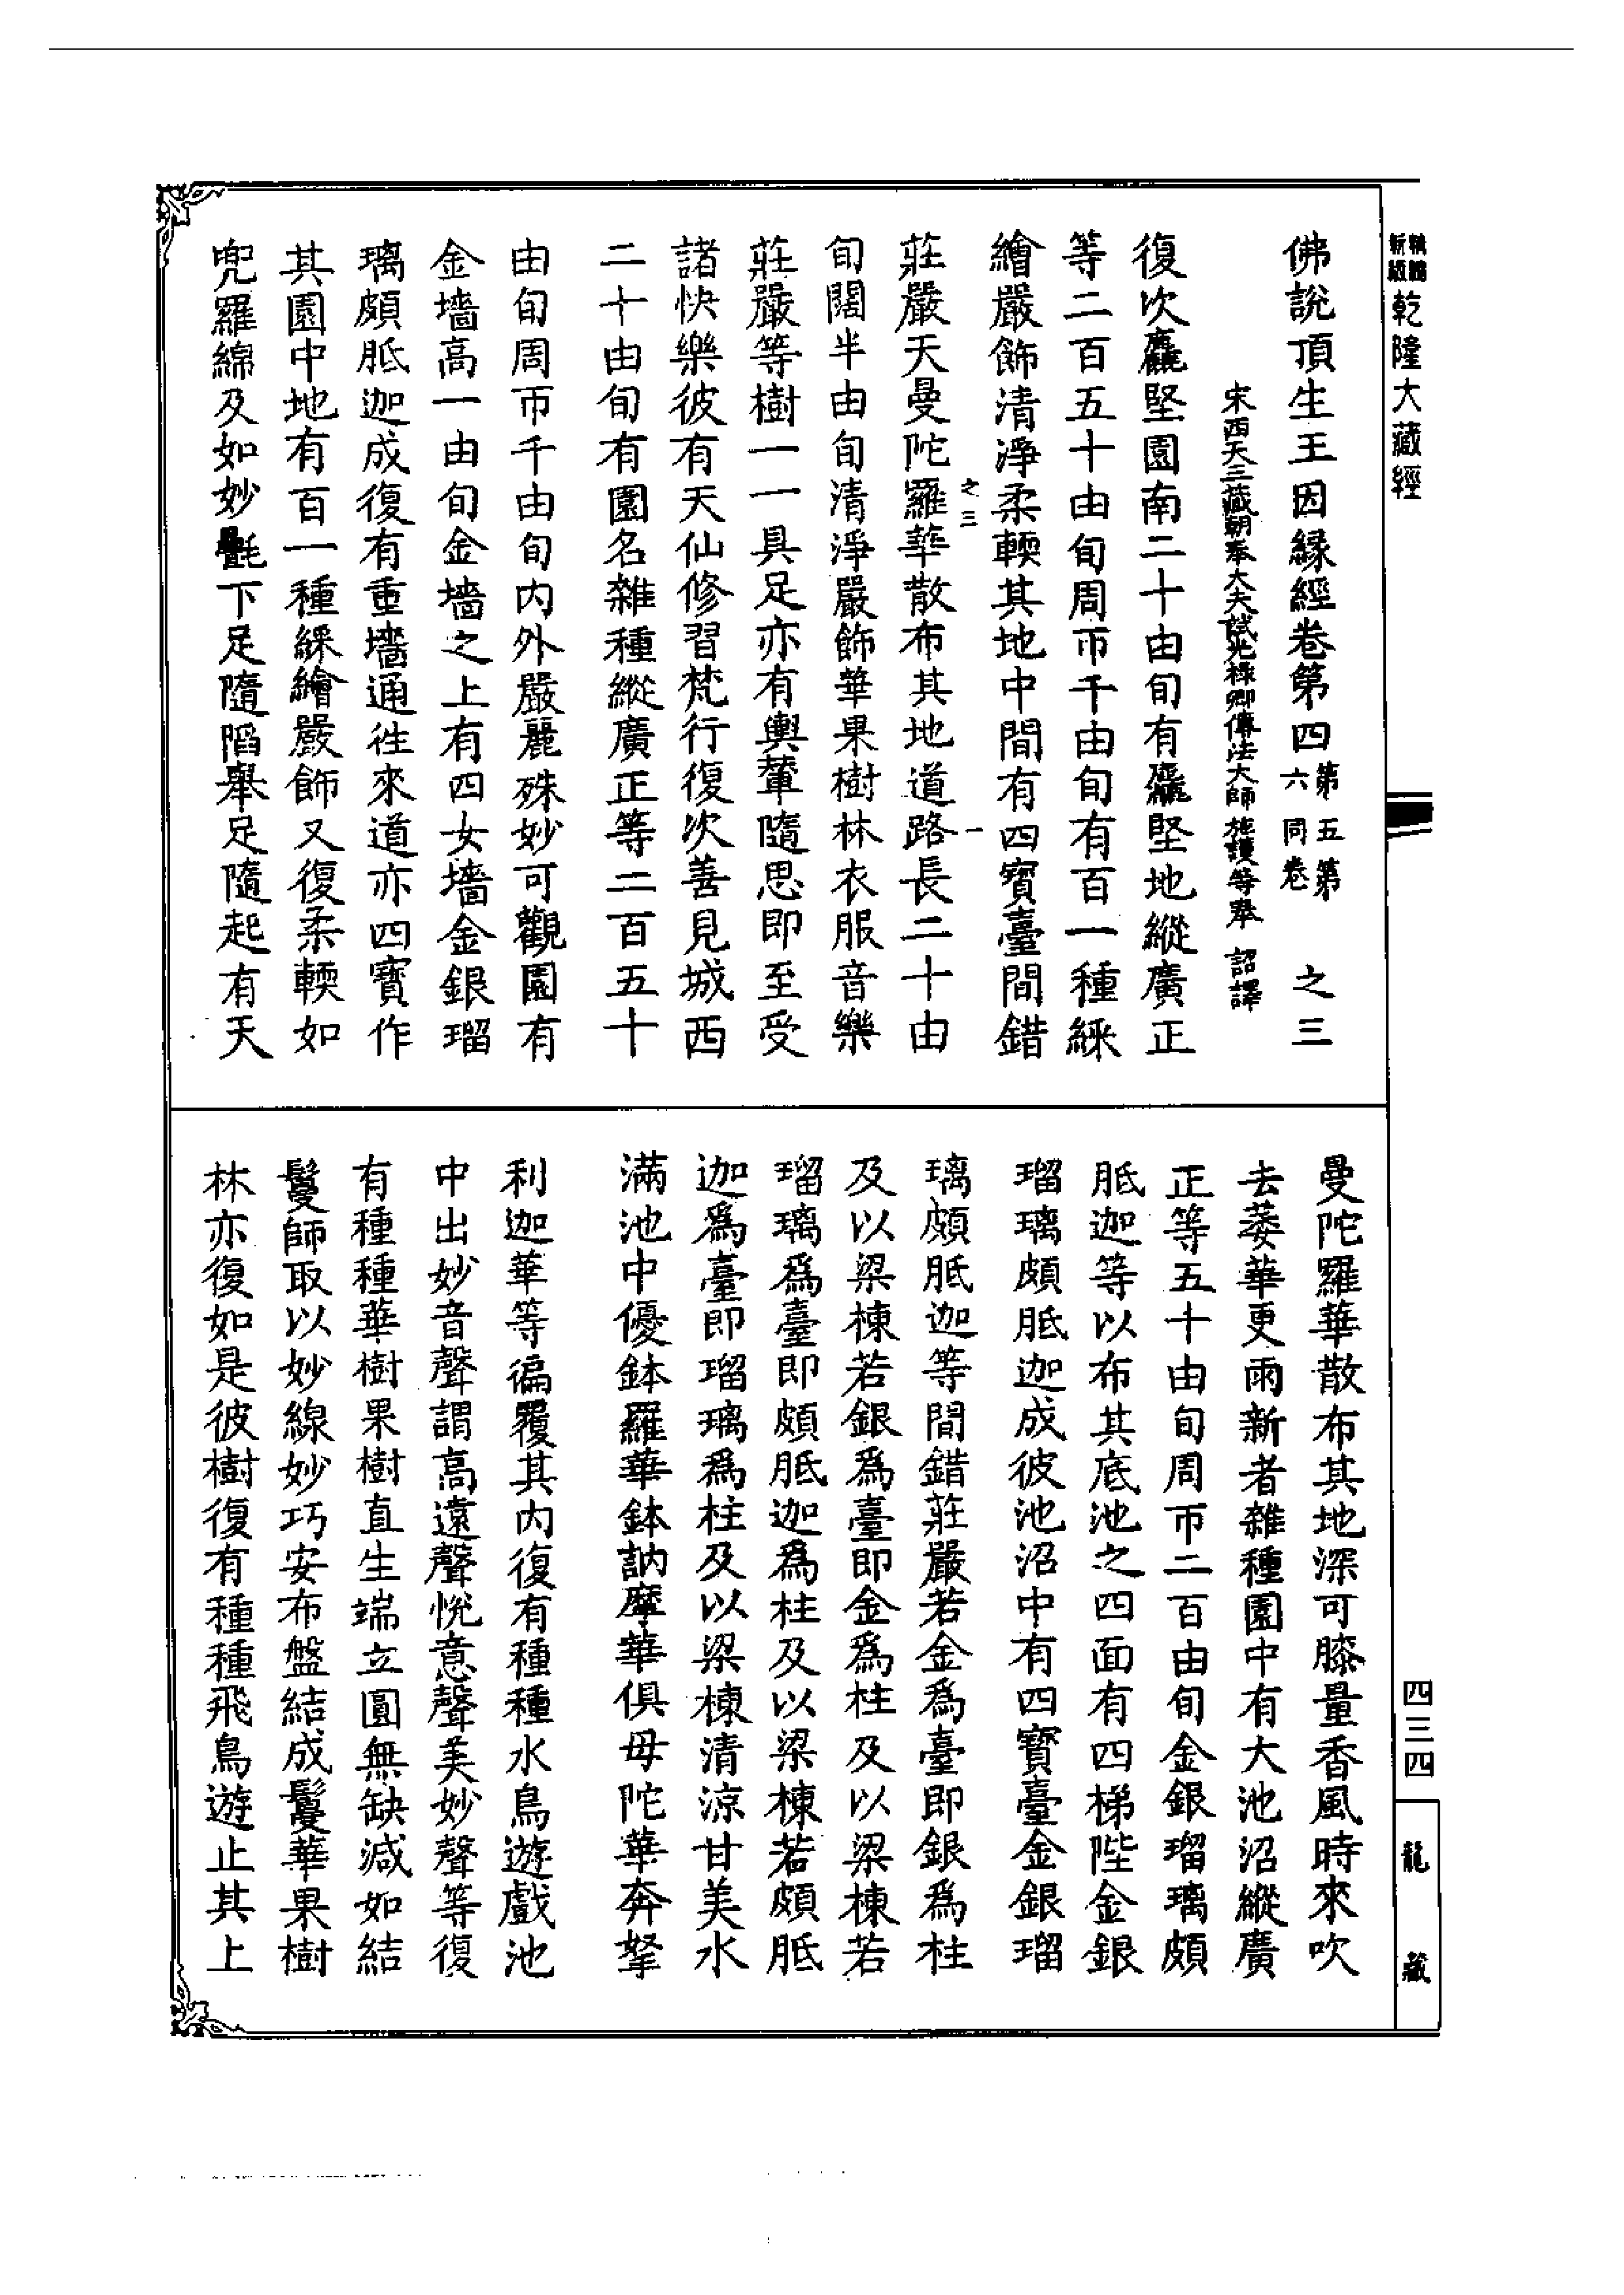 新編縮版乾隆大藏經
佛說頂生王因緣經卷第四第五第六同卷 之三
宋西天三藏朝奉大夫試光祿卿傳法大師施護等奉 詔譯
復次麤堅園南二十由旬有麤堅地縱廣正
等二百五十由旬周帀千由旬有百一種綵
繪嚴飾清淨柔輭其地中間有四寶臺間錯
莊嚴天曼陀羅華散布其地道路長二十由
之三 一
旬闊半由旬清淨嚴飾華果樹林衣服音樂
莊嚴等樹一一具足亦有輿輦隨思即至受
諸快樂彼有天仙修習梵行復次善見城西
二十由旬有園名雜種縱廣正等二百五十
由旬周帀千由旬內外嚴麗殊妙可觀園有
金墻高一由旬金墻之上有四女墻金銀瑠
璃頗胝迦成復有重墻通往來道亦四寶作
其園中地有百一種綵繪嚴飾又復柔輭如
兜羅綿及如妙㲲下足隨陷舉足隨起有天
曼陀羅華散布其地深可膝量香風時來吹
去萎華更雨新者雜種園中有大池沼縱廣
正等五十由旬周帀二百由旬金銀瑠璃頗
胝迦等以布其底池之四面有四梯陛金銀
瑠璃頗胝迦成彼池沼中有四寶臺金銀瑠
璃頗胝迦等間錯莊嚴若金爲臺即銀爲柱
及以梁棟若銀爲臺即金爲柱及以梁棟若
瑠璃爲臺即頗胝迦爲柱及以梁棟若頗胝
迦爲臺即瑠璃爲柱及以梁棟清涼甘美水
滿池中優鉢羅華鉢訥摩華俱母陀華奔拏
利迦華等徧覆其內復有種種水鳥遊戲池
中出妙音聲謂高遠聲悅意聲美妙聲等復
有種種華樹果樹直生端立圓無缺減如結
鬘師取以妙線妙巧安布盤結成鬘華果樹
林亦復如是彼樹復有種種飛鳥遊止其上
四三四
龍藏